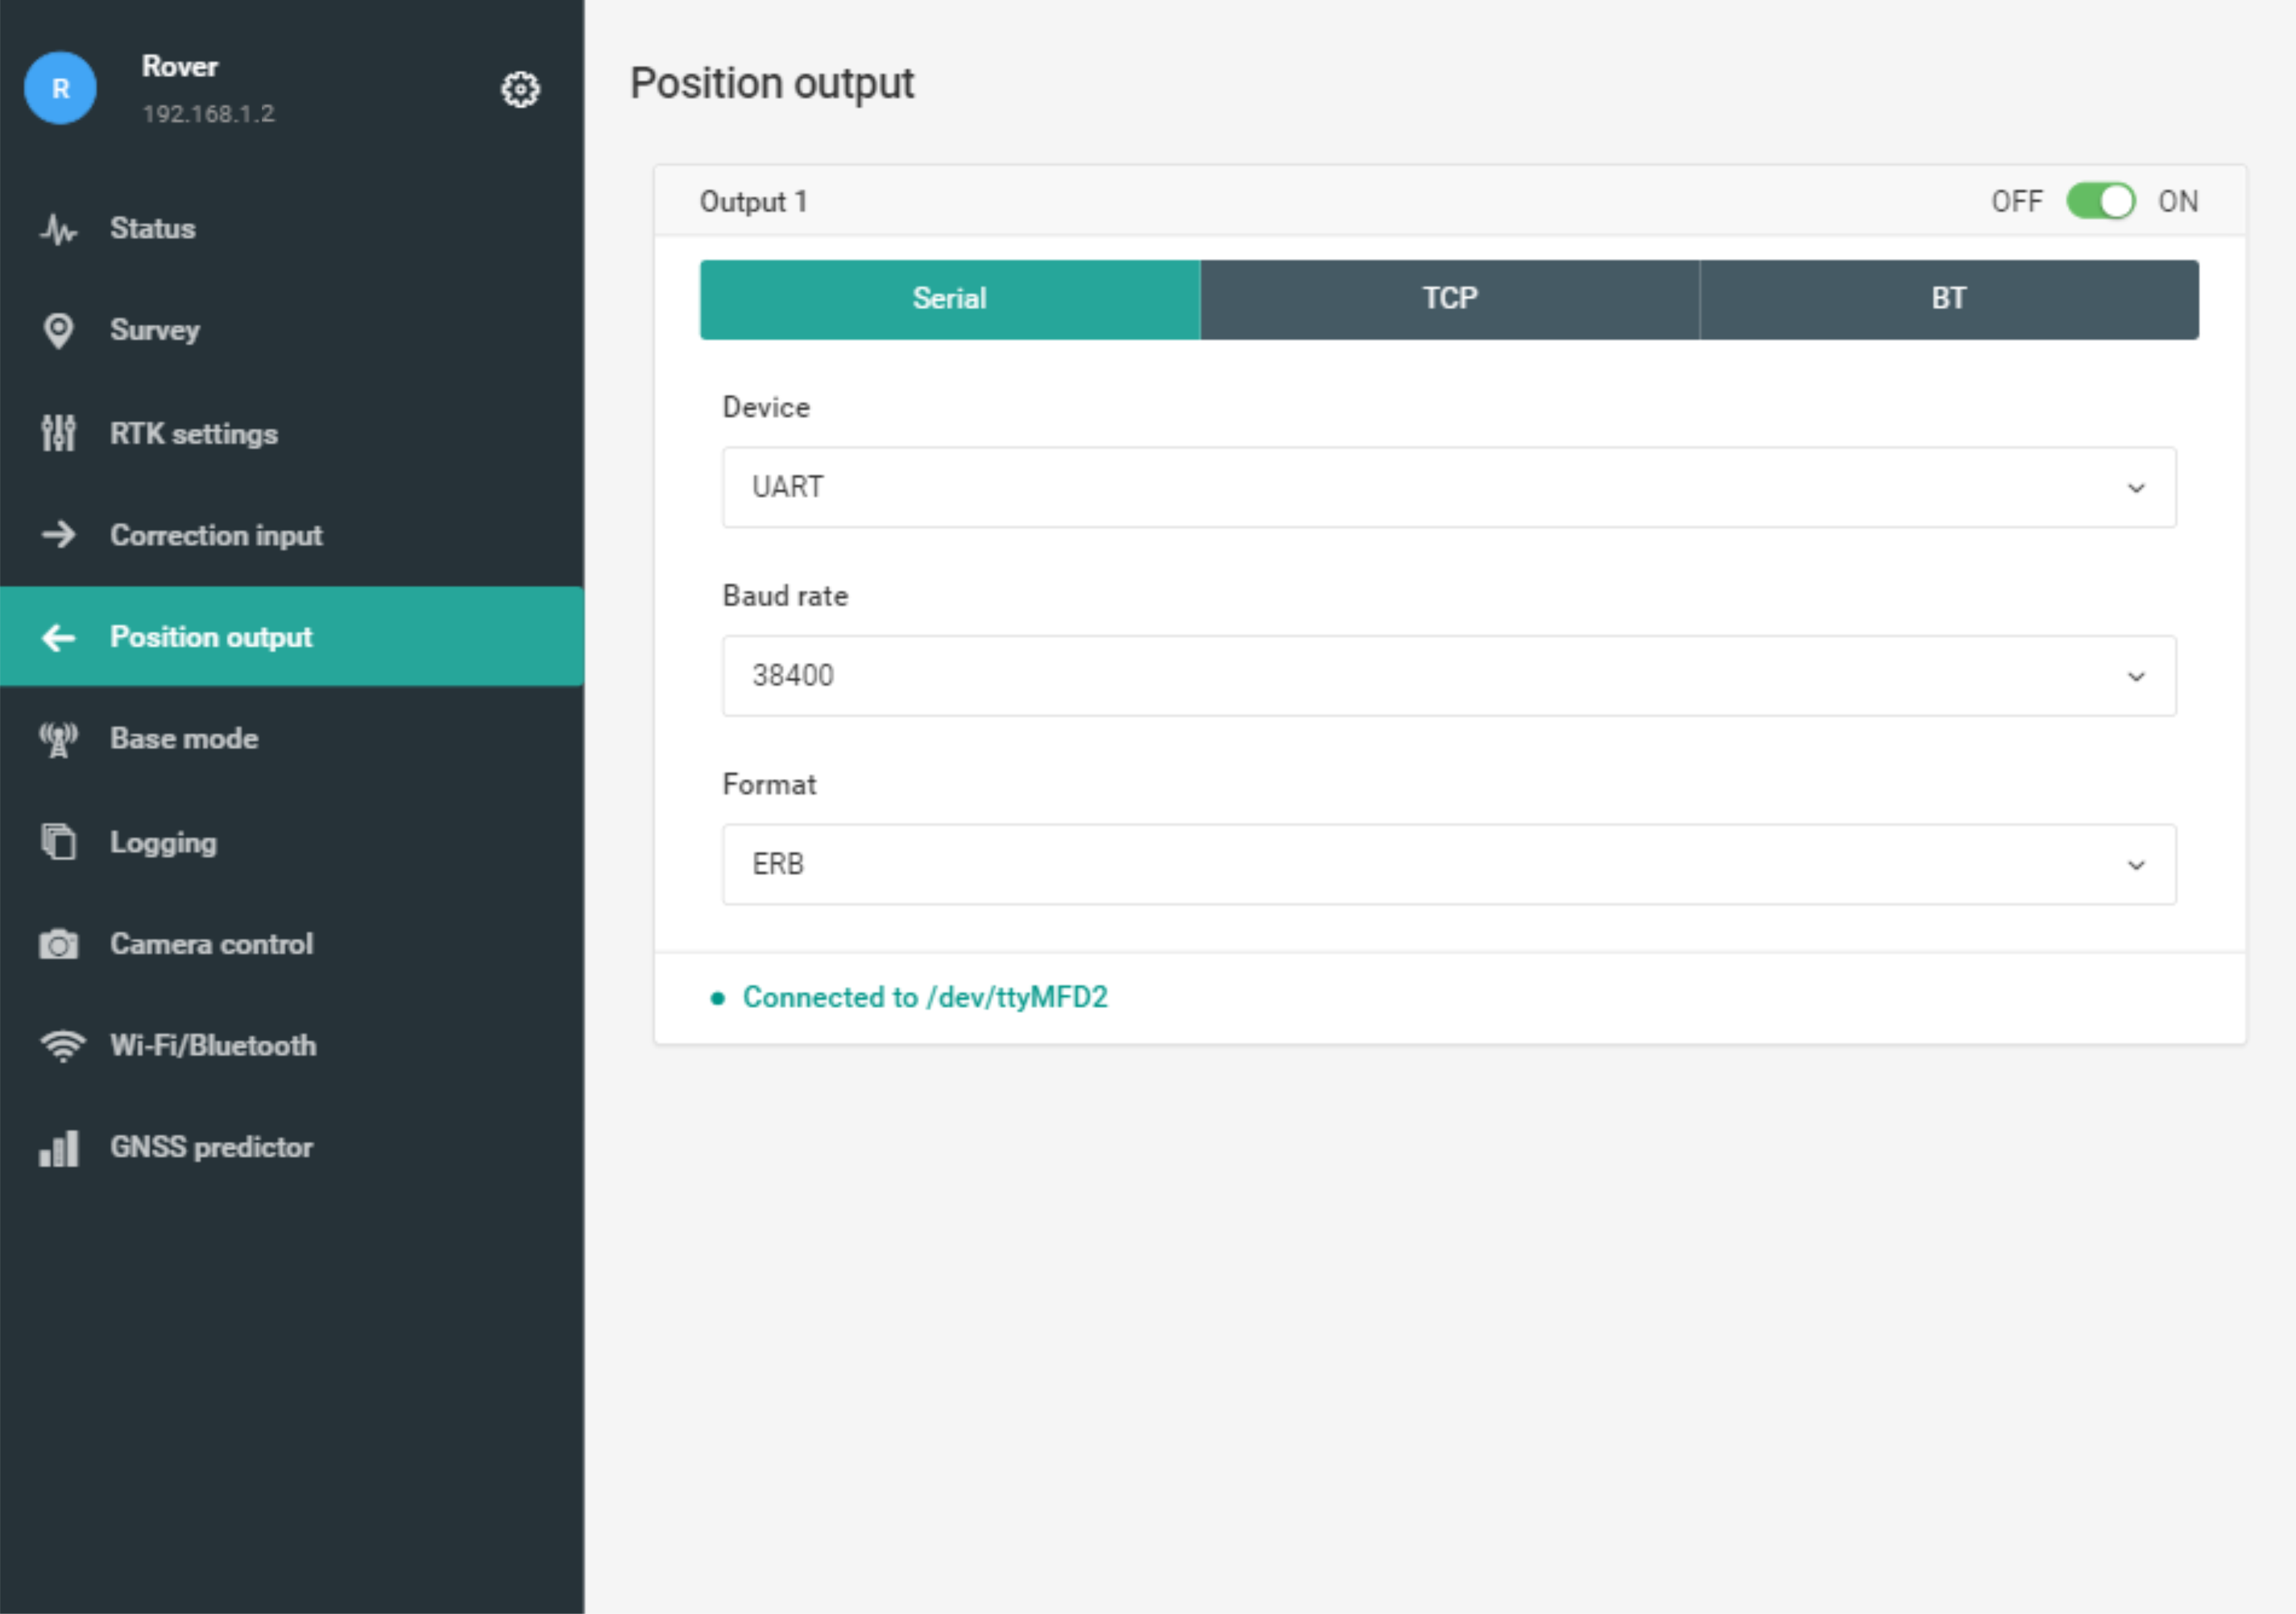 R
Rover
192.168.1.2
Status
Survey
RTK settings
Correction input
Position output
Base mode
Logging
Camera control
Wi-Fi/Bluetooth
GNSS predictor
Position output
Output 1
OFF ON
Serial TCP BT
Device
UART
Baud rate
38400
Format
ERB
Connected to /dev/ttyMFD2